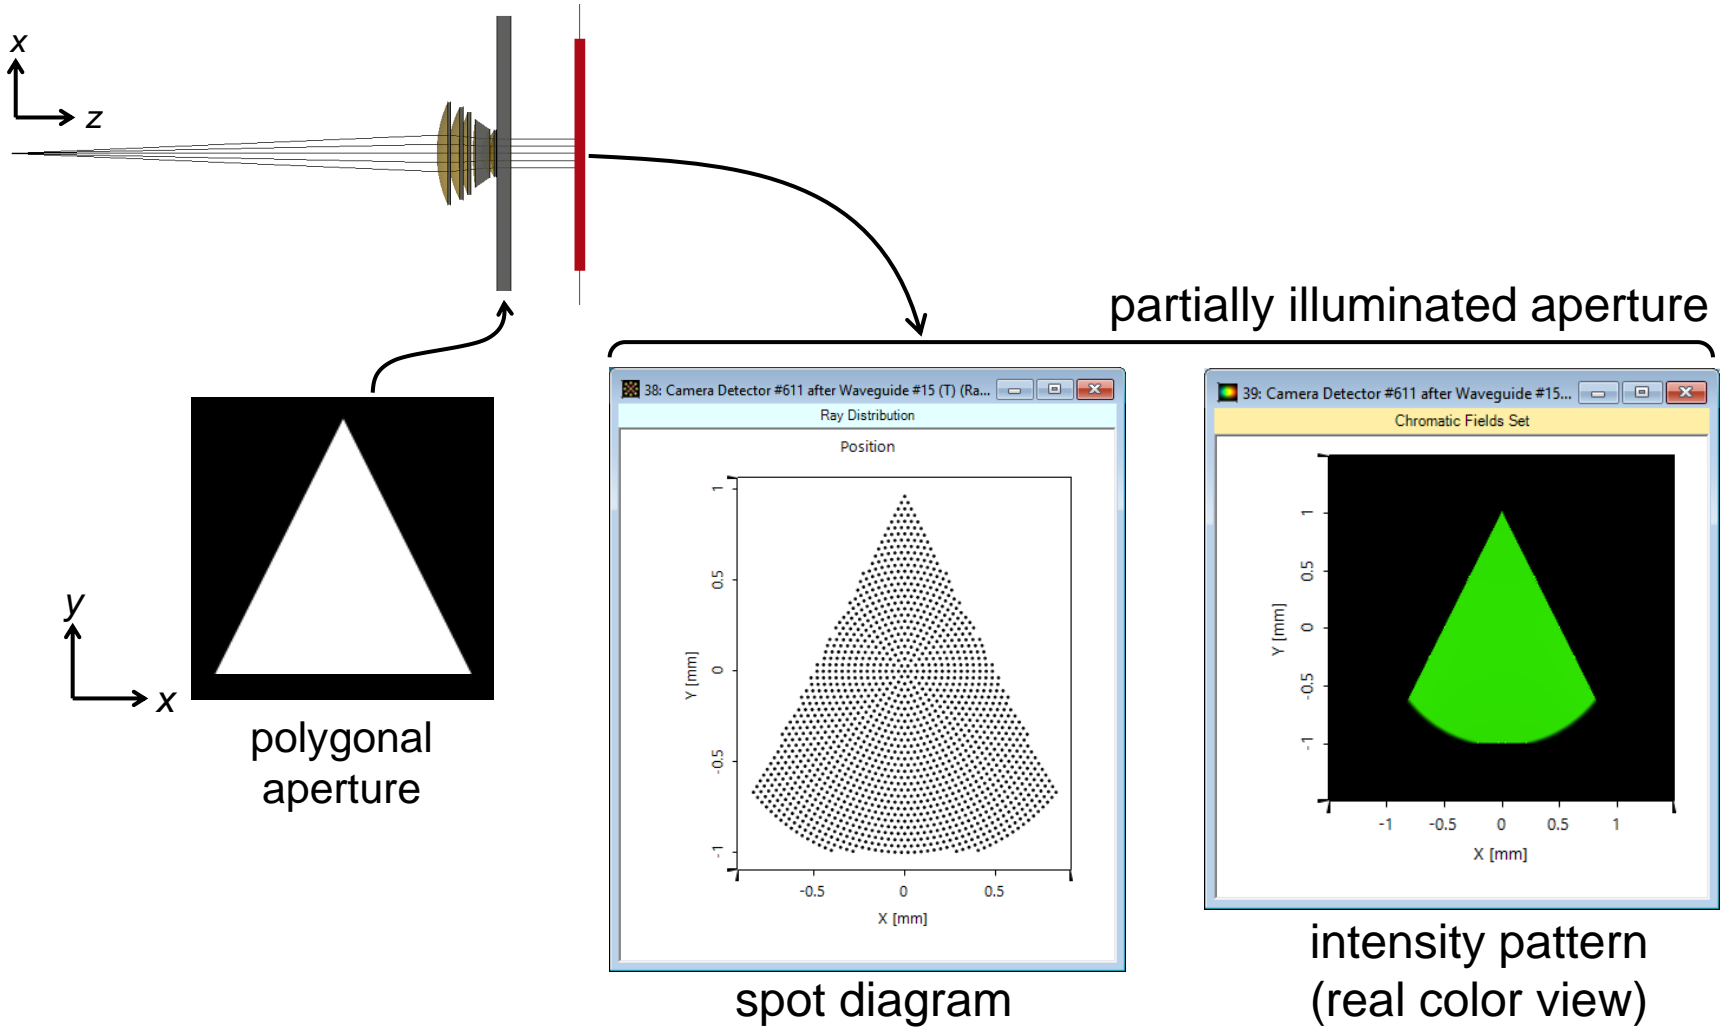 x
z
partially illuminated aperture
38: Camera Detector #611 after Waveguide #15 (T) (Ra...
Ray Distribution
Position
1
0.5
0
-0.5
-1
Y [mm]
-0.5
0
0.5
X [mm]
39: Camera Detector #611 after Waveguide #15...
Chromatic Fields Set
1
0.5
0
-0.5
-1
Y [mm]
-1
-0.5
0
0.5
1
X [mm]
y
x
polygonal
aperture
spot diagram
intensity pattern
(real color view)